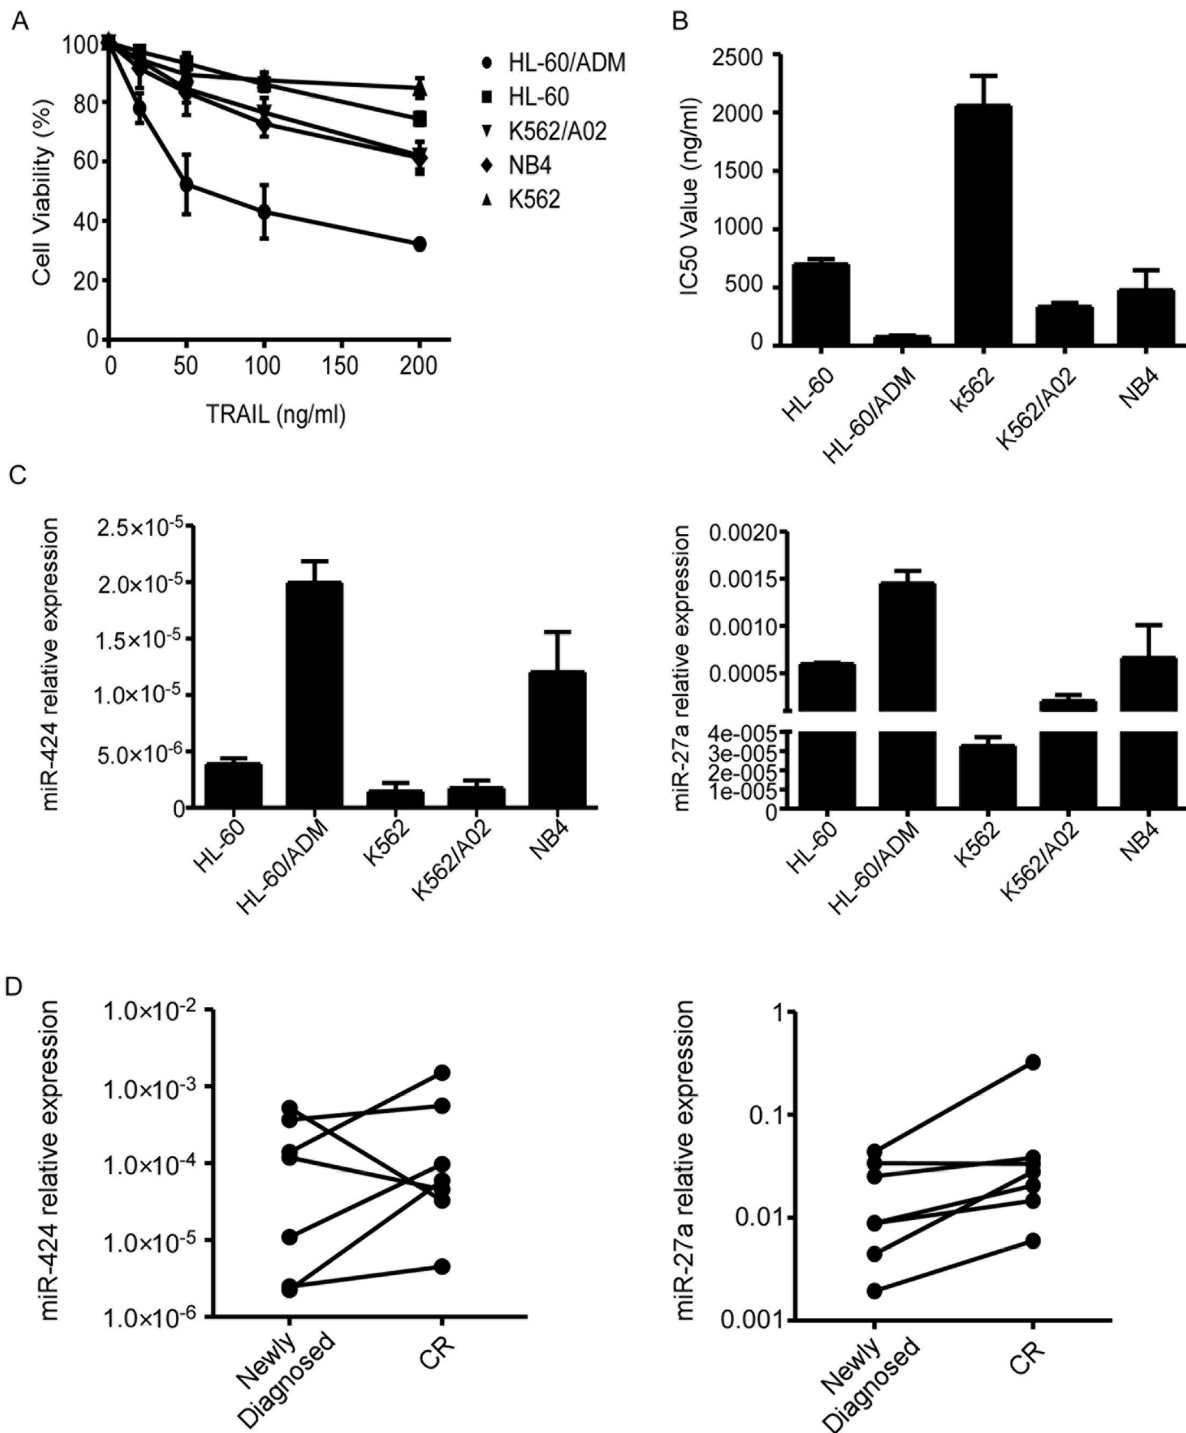 A
Cell Viability (%)
100
80
60
40
20
0
0 50 100 150 200
TRAIL (ng/ml)
HL-60/ADM
HL-60
K562/A02
NB4
K562
B
IC50 Value (ng/ml)
2500
2000
1500
1000
500
0
HL-60
HL-60/ADM
k562
K562/A02
NB4
C
miR-424 relative expression
2.5×10⁻⁵
2.0×10⁻⁵
1.5×10⁻⁵
1.0×10⁻⁵
5.0×10⁻⁶
0
HL-60
HL-60/ADM
K562
K562/A02
NB4
miR-27a relative expression
0.0020
0.0015
0.0010
0.0005
4e-005
3e-005
2e-005
1e-005
0
HL-60
HL-60/ADM
K562
K562/A02
NB4
D
miR-424 relative expression
1.0×10⁻²
1.0×10⁻³
1.0×10⁻⁴
1.0×10⁻⁵
1.0×10⁻⁶
Newly
Diagnosed
CR
miR-27a relative expression
1
0.1
0.01
0.001
Newly
Diagnosed
CR